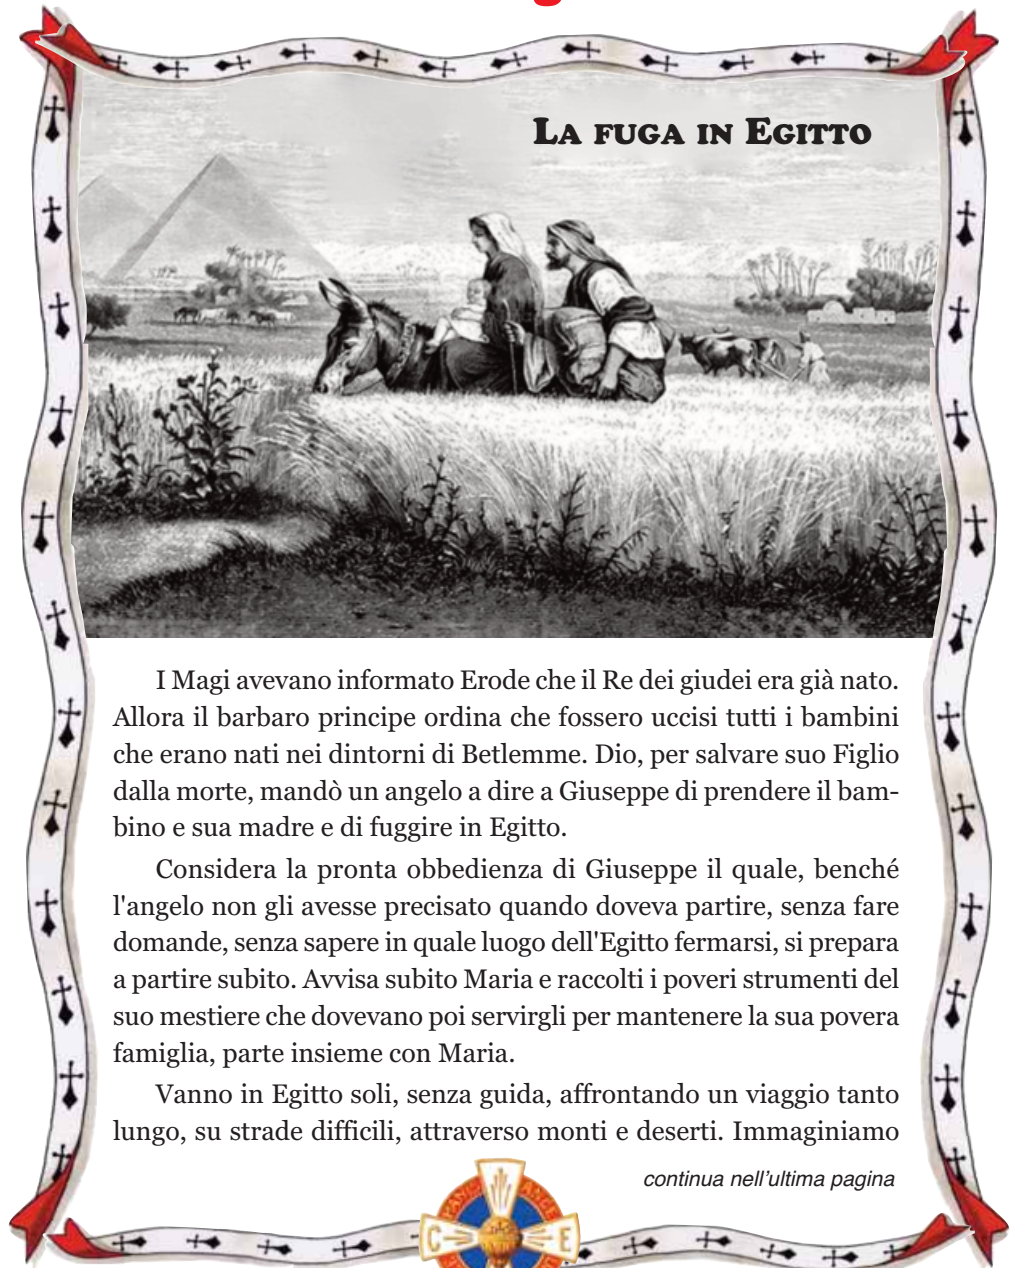 LA FUGA IN EGITTO
I Magi avevano informato Erode che il Re dei giudei era già nato.
Allora il barbaro principe ordina che fossero uccisi tutti i bambini
che erano nati nei dintorni di Betlemme. Dio, per salvare suo Figlio
dalla morte, mandò un angelo a dire a Giuseppe di prendere il bam-
bino e sua madre e di fuggire in Egitto.
Considera la pronta obbedienza di Giuseppe il quale, benché
l'angelo non gli avesse precisato quando doveva partire, senza fare
domande, senza sapere in quale luogo dell'Egitto fermarsi, si prepara
a partire subito. Avvisa subito Maria e raccolti i poveri strumenti del
suo mestiere che dovevano poi servirgli per mantenere la sua povera
famiglia, parte insieme con Maria.
Vanno in Egitto soli, senza guida, affrontando un viaggio tanto
lungo, su strade difficili, attraverso monti e deserti. Immaginiamo
continua nell'ultima pagina
PANIS ANGE
C E